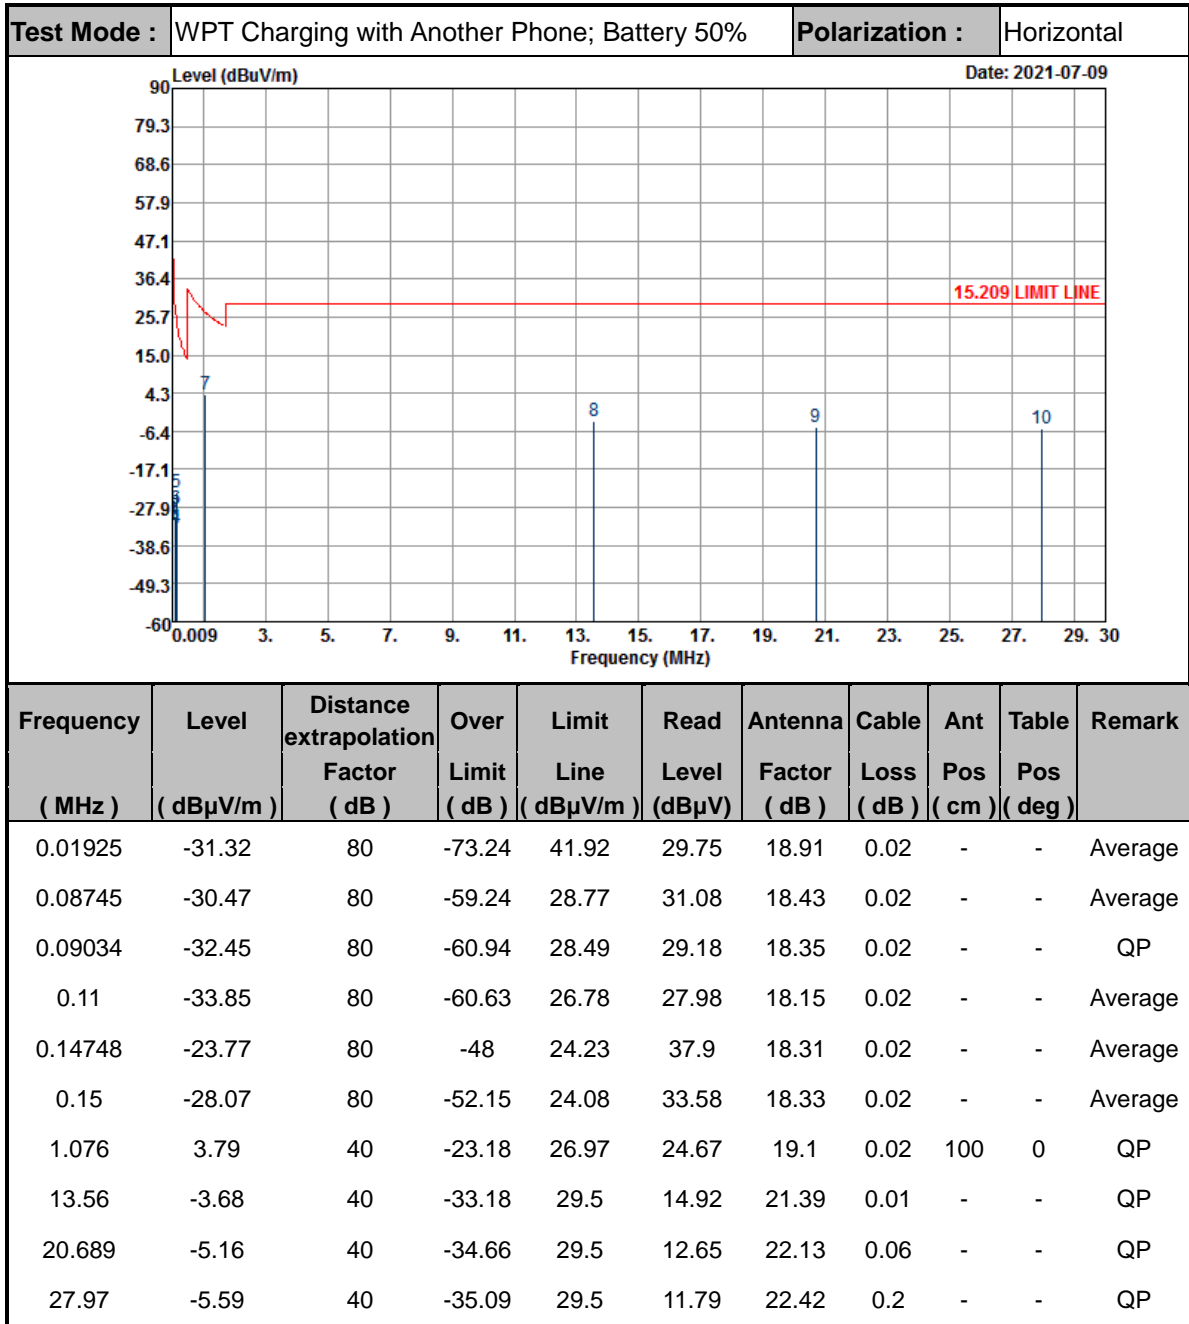 Test Mode : WPT Charging with Another Phone; Battery 50% Polarization : Horizontal
Level (dBuV/m) Date: 2021-07-09
90
79.3
68.6
57.9
47.1
36.4
15.209 LIMIT LINE
25.7
15.0
7
4.3
8
9
10
-6.4
-17.1
5
-27.9
4
-38.6
-49.3
-60
0.009 3. 5. 7. 9. 11. 13. 15. 17. 19. 21. 23. 25. 27. 29. 30
Frequency (MHz)
Frequency Level Distance extrapolation Over Limit Read Antenna Cable Ant Table Remark
Factor Limit Line Level Factor Loss Pos Pos
( MHz ) ( dBµV/m ) ( dB ) ( dB ) ( dBµV/m ) (dBµV) ( dB ) ( dB ) ( cm ) ( deg )
0.01925 -31.32 80 -73.24 41.92 29.75 18.91 0.02 - - Average
0.08745 -30.47 80 -59.24 28.77 31.08 18.43 0.02 - - Average
0.09034 -32.45 80 -60.94 28.49 29.18 18.35 0.02 - - QP
0.11 -33.85 80 -60.63 26.78 27.98 18.15 0.02 - - Average
0.14748 -23.77 80 -48 24.23 37.9 18.31 0.02 - - Average
0.15 -28.07 80 -52.15 24.08 33.58 18.33 0.02 - - Average
1.076 3.79 40 -23.18 26.97 24.67 19.1 0.02 100 0 QP
13.56 -3.68 40 -33.18 29.5 14.92 21.39 0.01 - - QP
20.689 -5.16 40 -34.66 29.5 12.65 22.13 0.06 - - QP
27.97 -5.59 40 -35.09 29.5 11.79 22.42 0.2 - - QP